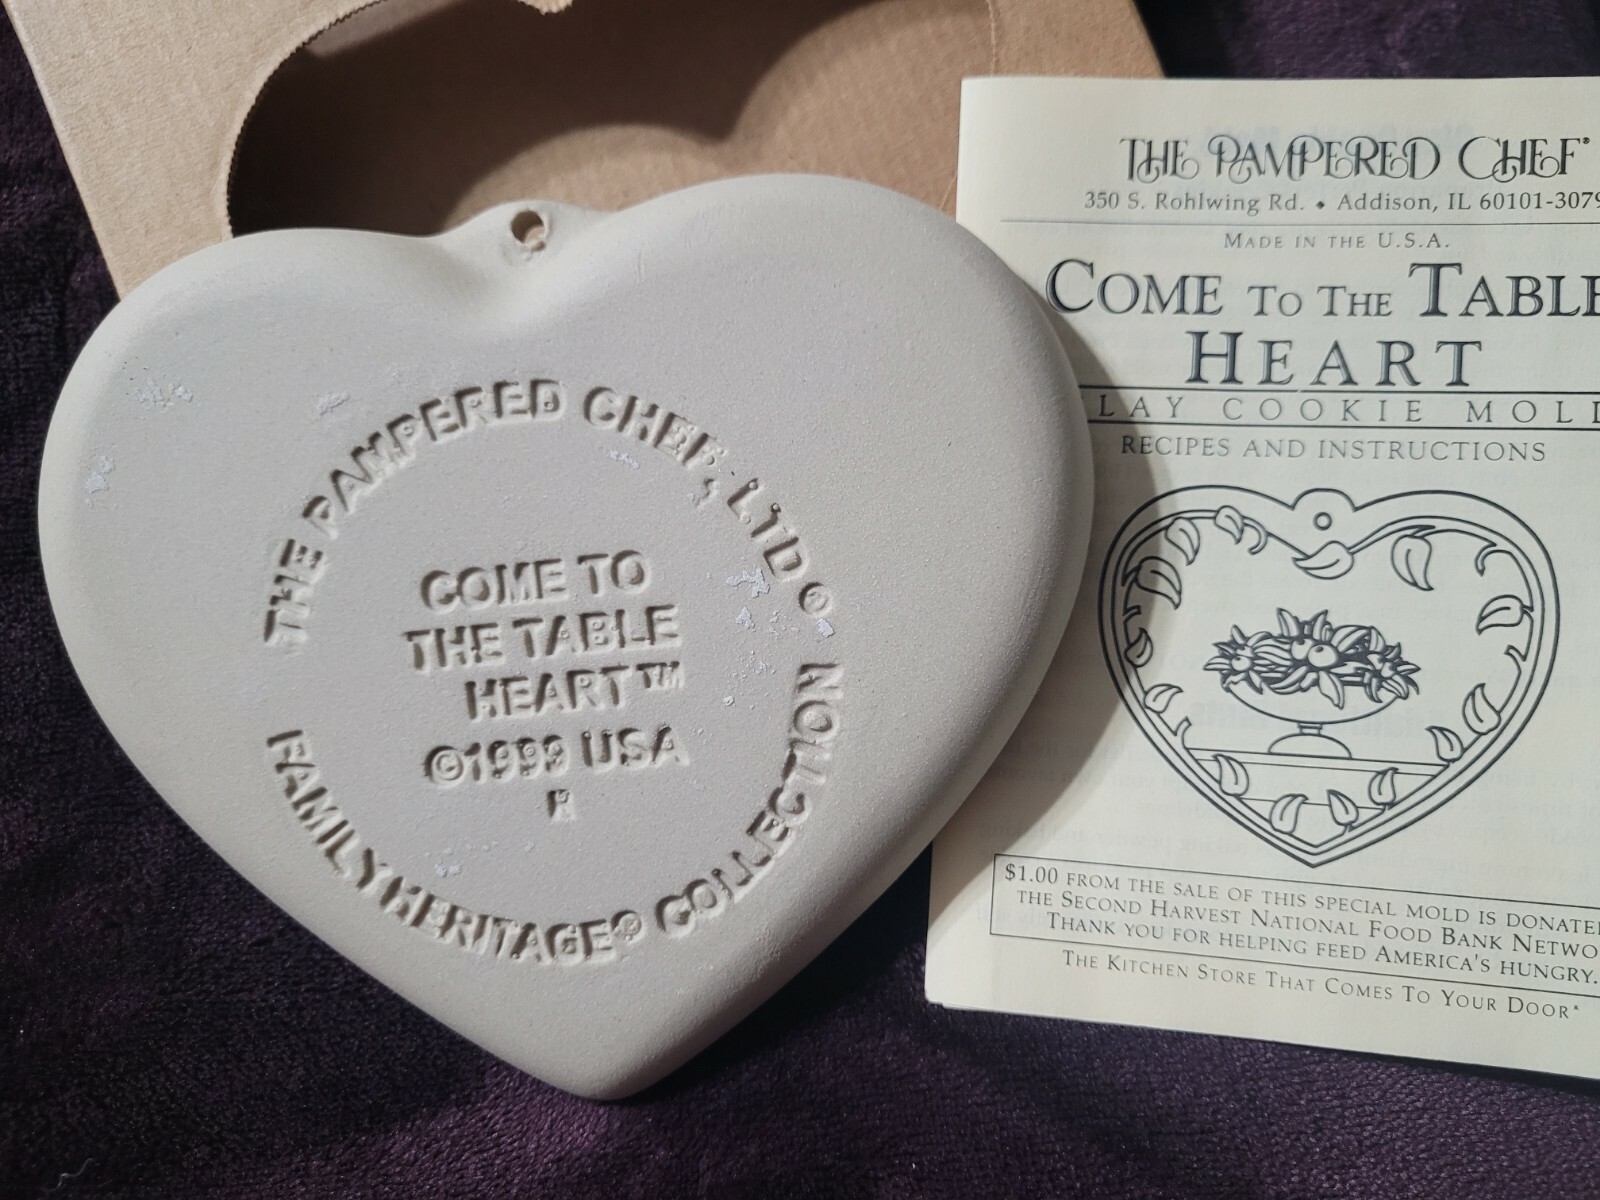 THE PAMPERED CHEF, LTD®
COME TO
THE TABLE
HEART™
©1999 USA
FAMILY HERITAGE® COLLECTION
THE PAMPERED CHEF®
350 S. Rohlwing Rd. • Addison, IL 60101-3079
MADE IN THE U.S.A.
COME TO THE TABLE
HEART
LAY COOKIE MOL
RECIPES AND INSTRUCTIONS
$1.00 FROM THE SALE OF THIS SPECIAL MOLD IS DONATE
THE SECOND HARVEST NATIONAL FOOD BANK NETWO
THANK YOU FOR HELPING FEED AMERICA'S HUNGRY.
THE KITCHEN STORE THAT COMES TO YOUR DOOR®